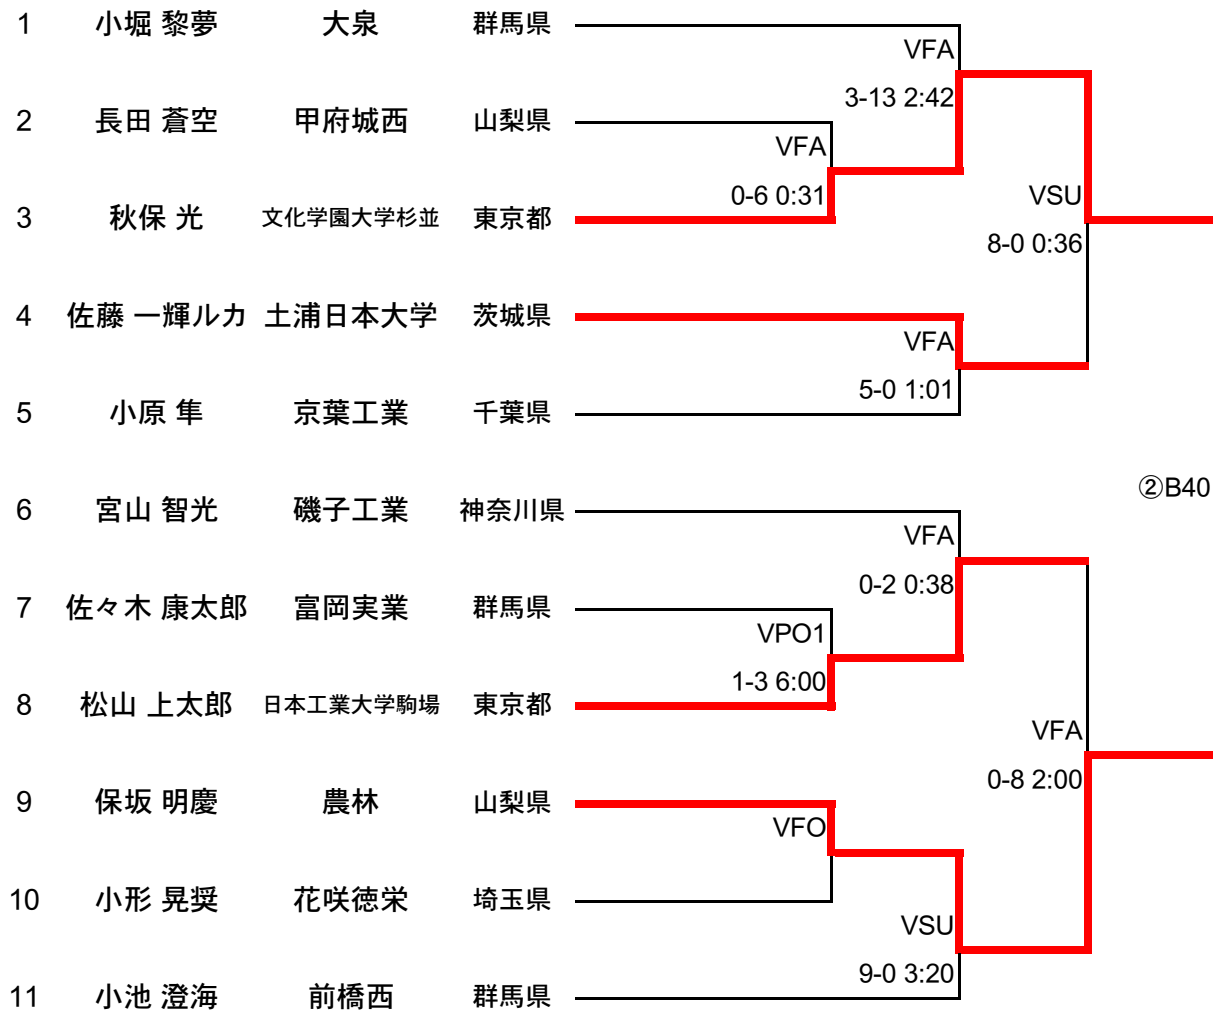 1 小堀 黎夢 大泉 群馬県
VFA
3-13 2:42
2 長田 蒼空 甲府城西 山梨県
VFA
0-6 0:31
3 秋保 光 文化学園大学杉並 東京都
VSU
8-0 0:36
4 佐藤 一輝ルカ 土浦日本大学 茨城県
VFA
5-0 1:01
5 小原 隼 京葉工業 千葉県
②B40
6 宮山 智光 磯子工業 神奈川県
VFA
0-2 0:38
7 佐々木 康太郎 富岡実業 群馬県
VPO1
1-3 6:00
8 松山 上太郎 日本工業大学駒場 東京都
VFA
0-8 2:00
9 保坂 明慶 農林 山梨県
VFO
10 小形 晃奨 花咲徳栄 埼玉県
VSU
9-0 3:20
11 小池 澄海 前橋西 群馬県